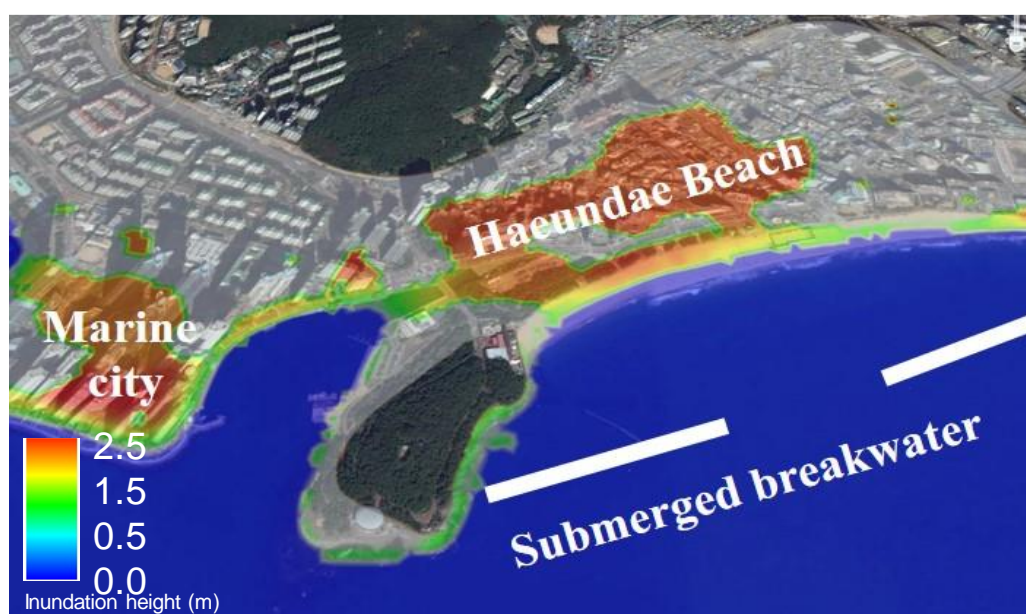 Haeundae Beach
Marine
city
Submerged breakwater
2.5
1.5
0.5
0.0
Inundation height (m)